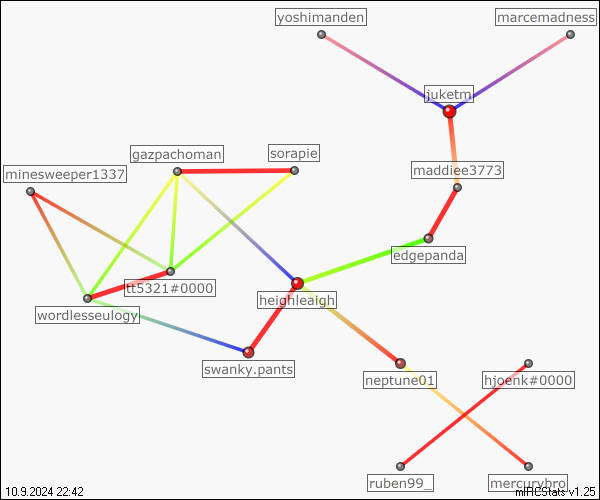 yoshimanden
marcemadness
juketm
gazpachoman
sorapie
minesweeper1337
maddiee3773
edgepanda
tt5321#0000
heighleaigh
wordlesseulogy
swanky.pants
neptune01
hjoenk#0000
ruben99_
mercurybro
10.9.2024 22:42
mIRCStats v1.25